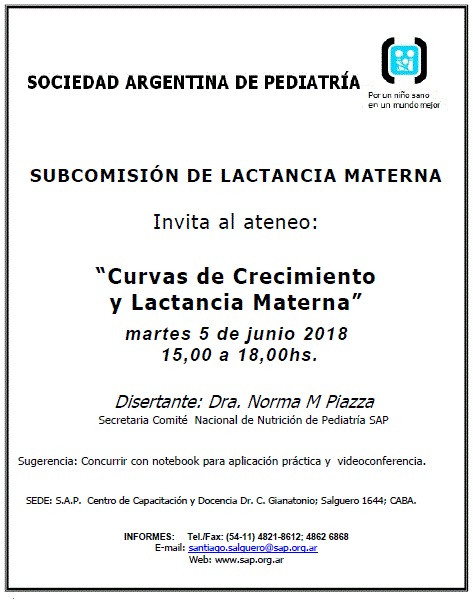 SOCIEDAD ARGENTINA DE PEDIATRÍA
Por un niño sano
en un mundo mejor
SUBCOMISIÓN DE LACTANCIA MATERNA
Invita al ateneo:
“Curvas de Crecimiento
y Lactancia Materna”
martes 5 de junio 2018
15,00 a 18,00hs.
Disertante: Dra. Norma M Piazza
Secretaria Comité Nacional de Nutrición de Pediatría SAP
Sugerencia: Concurrir con notebook para aplicación práctica y videoconferencia.
SEDE: S.A.P. Centro de Capacitación y Docencia Dr. C. Gianatonio; Salguero 1644; CABA.
INFORMES: Tel./Fax: (54-11) 4821-8612; 4862 6868
E-mail: santiago.salguero@sap.org.ar
Web: www.sap.org.ar